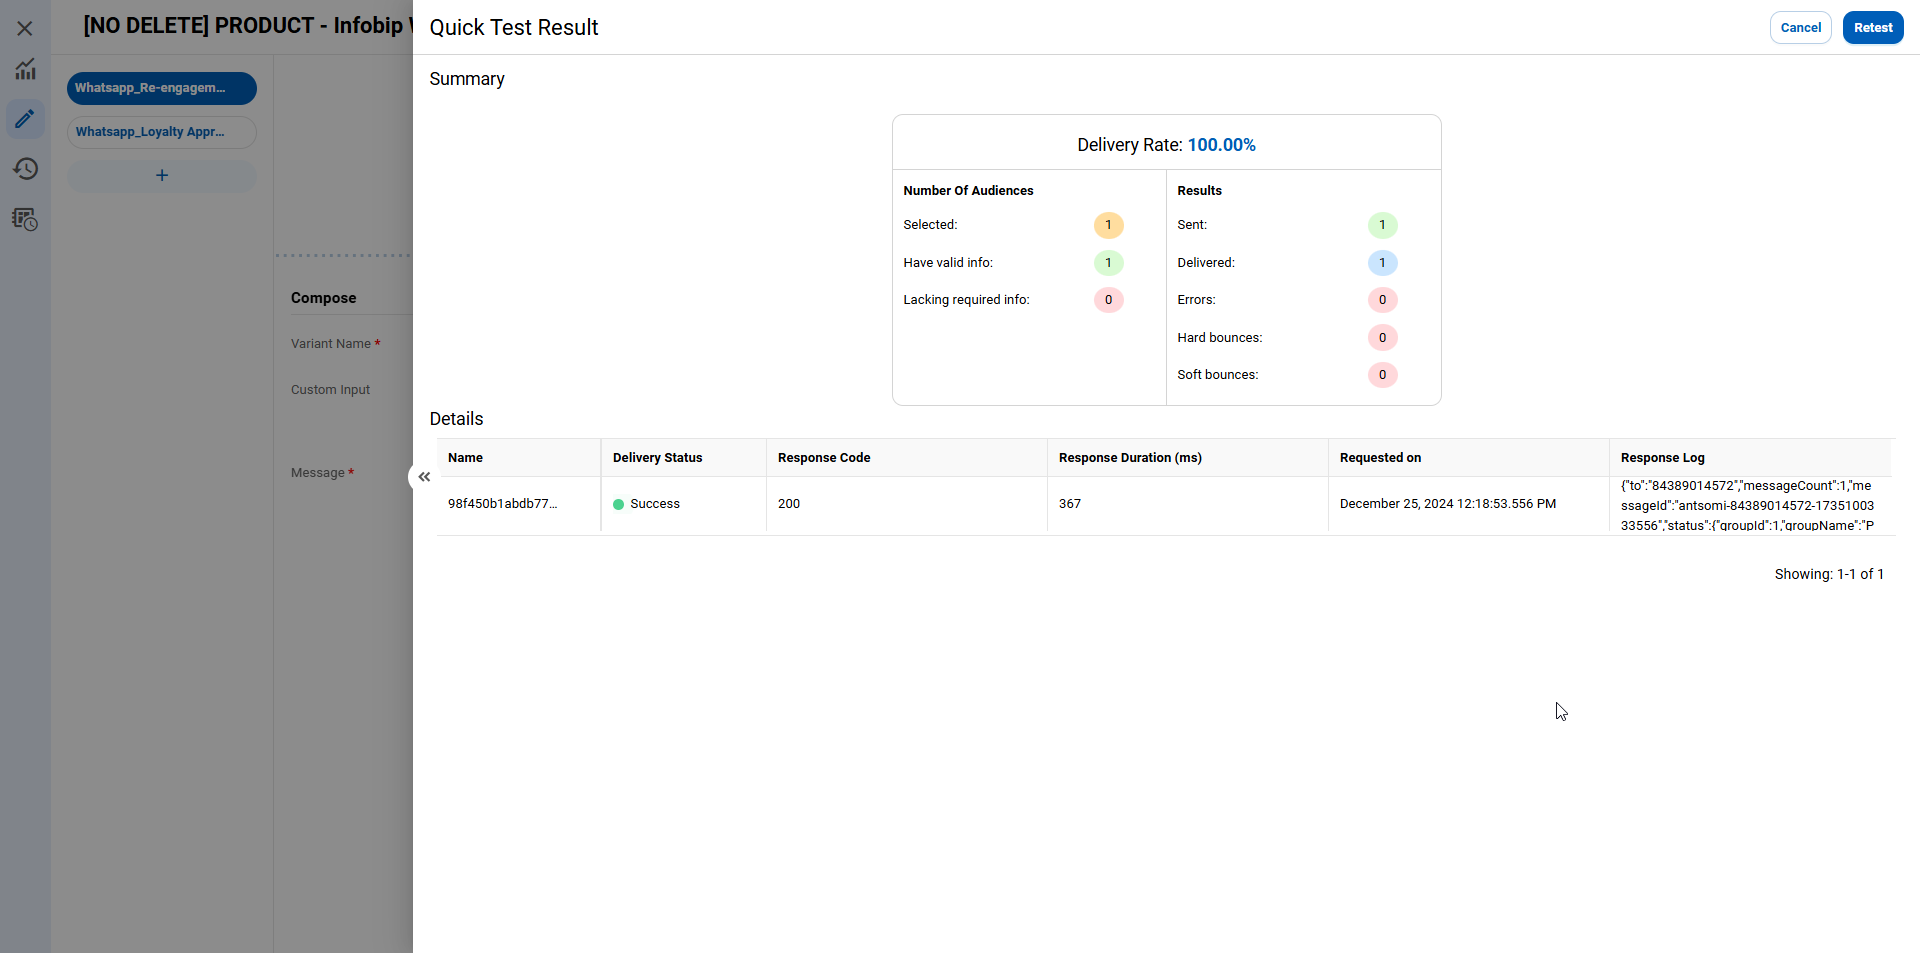 [NO DELETE] PRODUCT - Infobip
Quick Test Result
Cancel
Retest
Whatsapp_Re-engagem...
Whatsapp_Loyalty Appr...
+
Compose
Variant Name *
Custom Input
Message *
Summary
Delivery Rate: 100.00%
Number Of Audiences
Selected: 1
Have valid info: 1
Lacking required info: 0
Results
Sent: 1
Delivered: 1
Errors: 0
Hard bounces: 0
Soft bounces: 0
Details
Name Delivery Status Response Code Response Duration (ms) Requested on Response Log
98f450b1abdb77... Success 200 367 December 25, 2024 12:18:53.556 PM
{"to":"84389014572","messageCount":1,"me
ssageId":"antsomi-84389014572-17351003
33556","status":{"groupId":1,"groupName":"P
Showing: 1-1 of 1